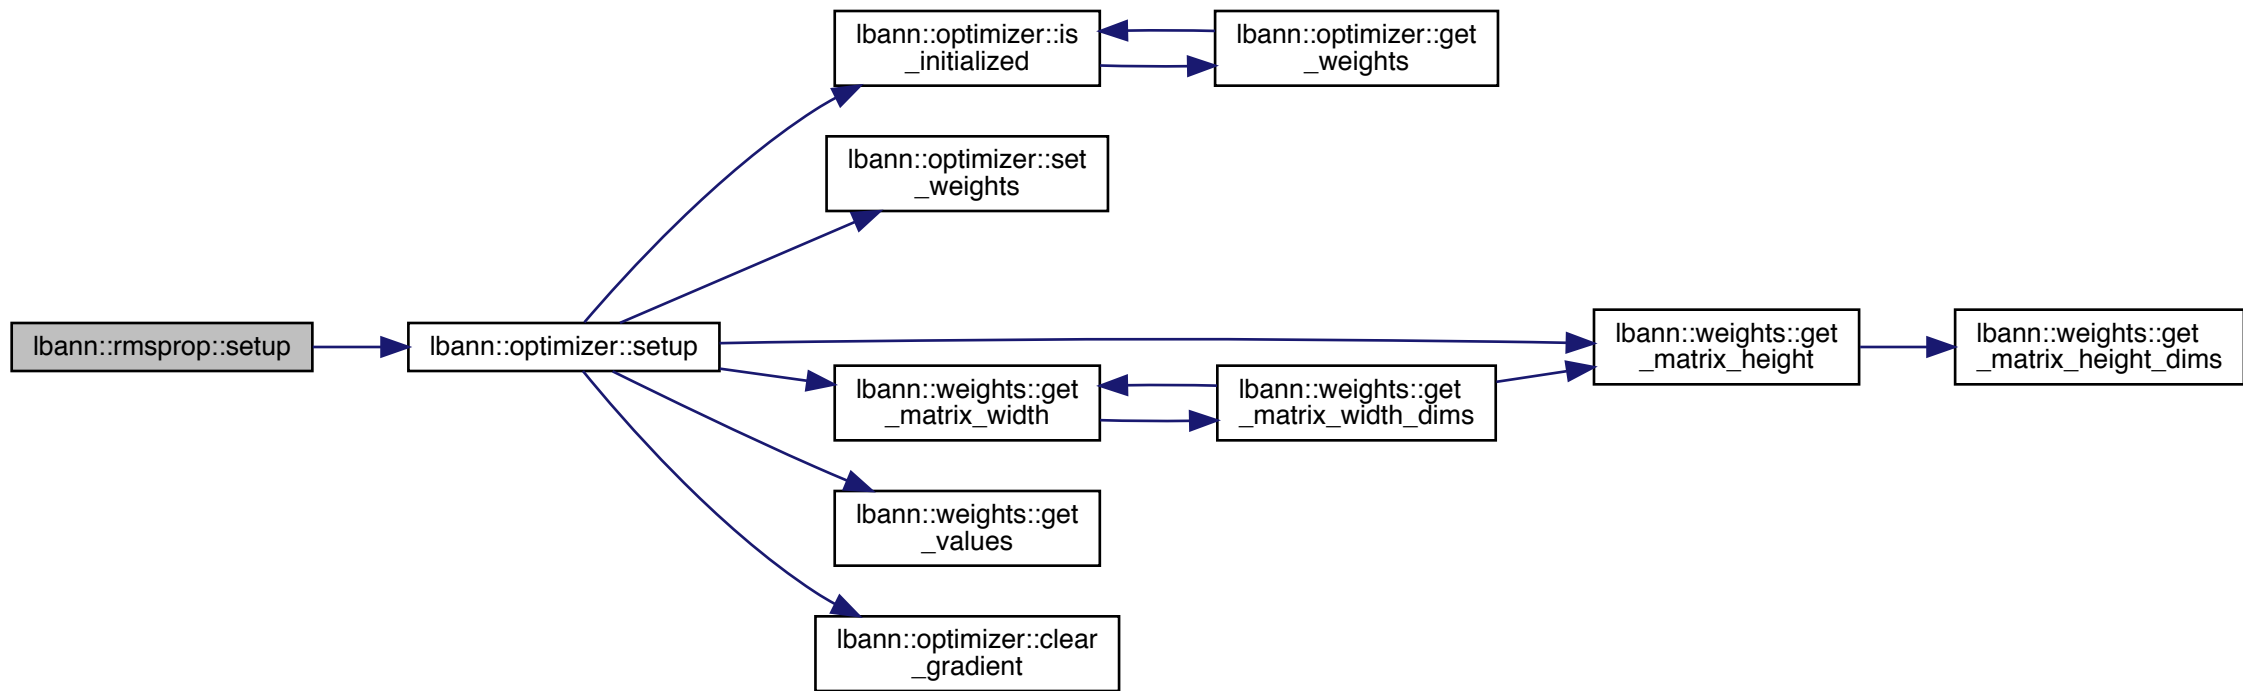 lbann::optimizer::is
_initialized
lbann::optimizer::get
_weights
lbann::optimizer::set
_weights
lbann::rmsprop::setup
lbann::optimizer::setup
lbann::weights::get
_matrix_height
lbann::weights::get
_matrix_height_dims
lbann::weights::get
_matrix_width
lbann::weights::get
_matrix_width_dims
lbann::weights::get
_values
lbann::optimizer::clear
_gradient